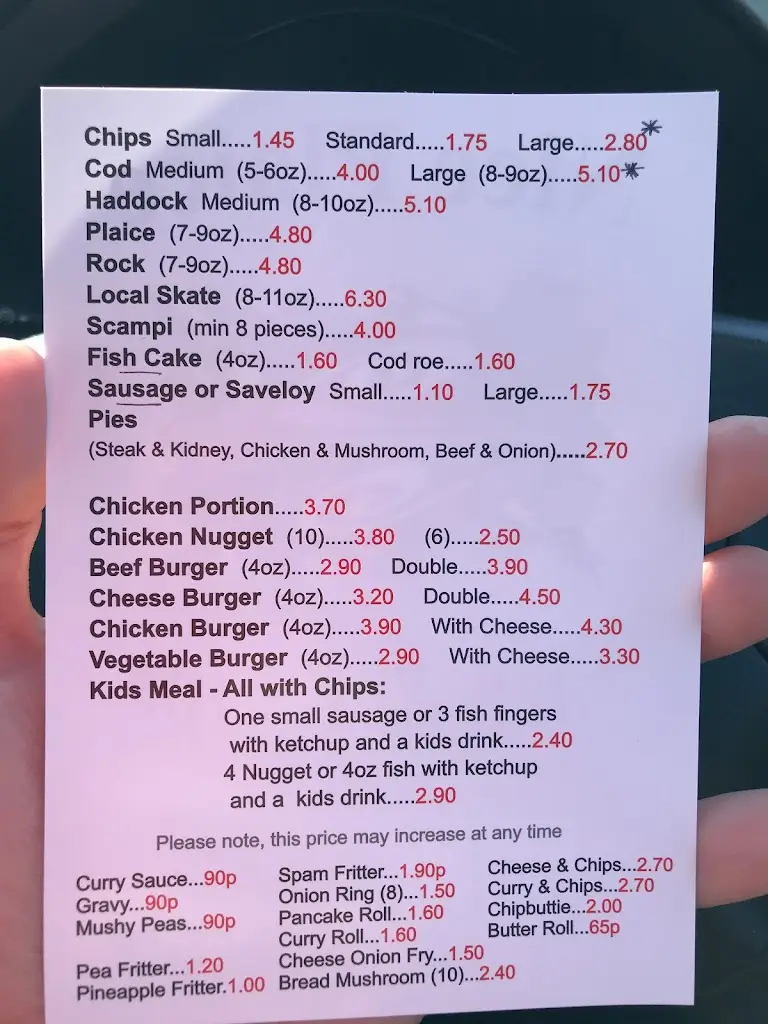 Chips Small.....1.45 Standard.....1.75 Large.....2.80*
Cod Medium (5-6oz).....4.00 Large (8-9oz).....5.10*
Haddock Medium (8-10oz).....5.10
Plaice (7-9oz).....4.80
Rock (7-9oz).....4.80
Local Skate (8-11oz).....6.30
Scampi (min 8 pieces).....4.00
Fish Cake (4oz).....1.60 Cod roe.....1.60
Sausage or Saveloy Small.....1.10 Large.....1.75
Pies
(Steak & Kidney, Chicken & Mushroom, Beef & Onion).....2.70
Chicken Portion.....3.70
Chicken Nugget (10).....3.80 (6).....2.50
Beef Burger (4oz).....2.90 Double.....3.90
Cheese Burger (4oz).....3.20 Double.....4.50
Chicken Burger (4oz).....3.90 With Cheese.....4.30
Vegetable Burger (4oz).....2.90 With Cheese.....3.30
Kids Meal - All with Chips:
One small sausage or 3 fish fingers
with ketchup and a kids drink.....2.40
4 Nugget or 4oz fish with ketchup
and a kids drink.....2.90
Please note, this price may increase at any time
Curry Sauce...90p
Gravy...90p
Mushy Peas...90p
Pea Fritter...1.20
Pineapple Fritter.1.00
Spam Fritter...1.90p
Onion Ring (8)...1.50
Pancake Roll...1.60
Curry Roll...1.60
Cheese Onion Fry...1.50
Bread Mushroom (10)...2.40
Cheese & Chips...2.70
Curry & Chips...2.70
Chipbuttie...2.00
Butter Roll...65p